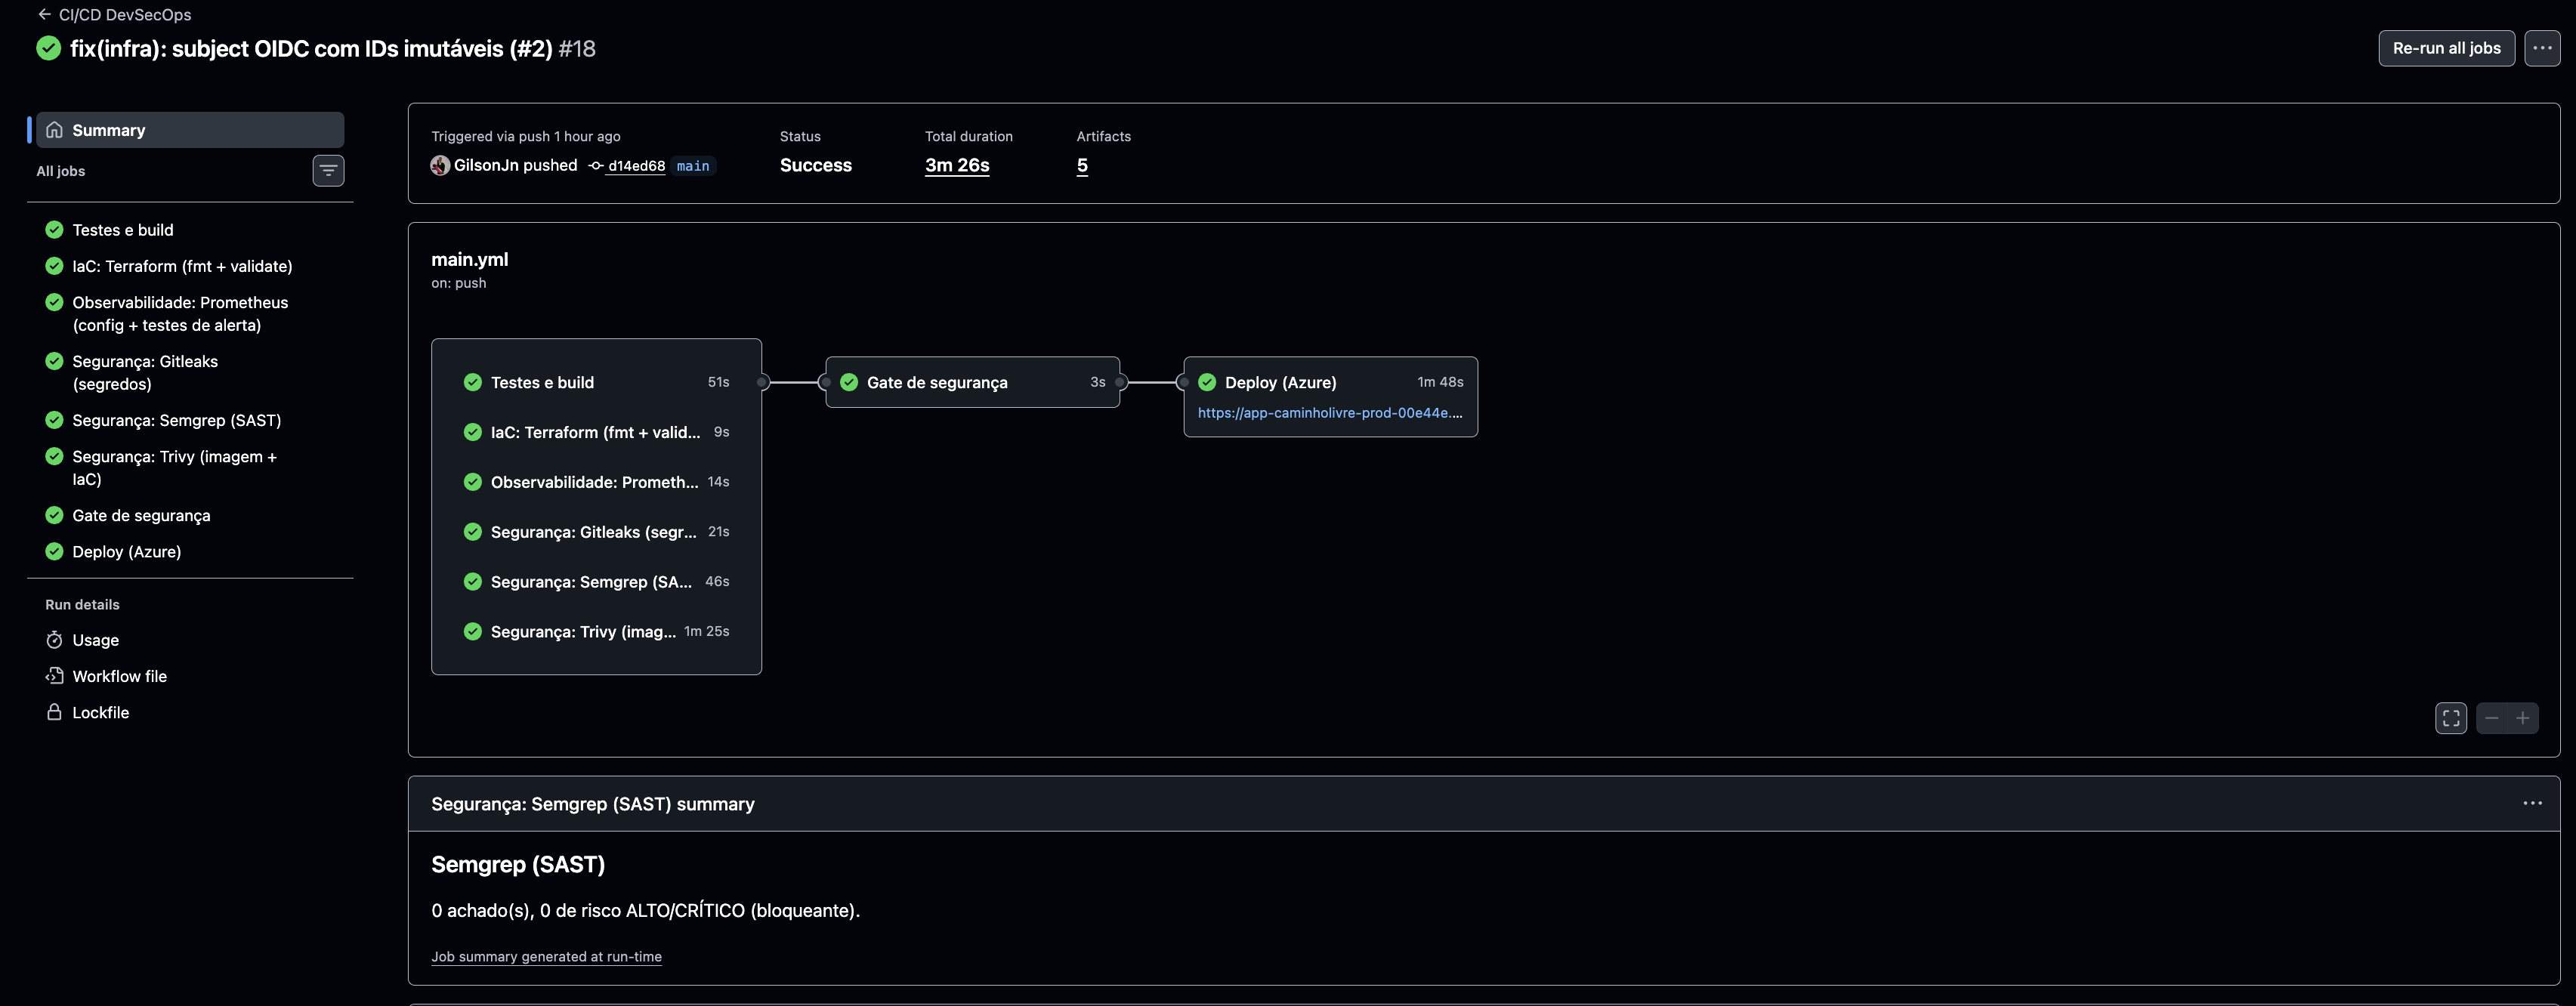 CI/CD DevSecOps
fix(infra): subject OIDC com IDs imutáveis (#2) #18
Re-run all jobs
Summary
All jobs
Testes e build
IaC: Terraform (fmt + validate)
Observabilidade: Prometheus
(config + testes de alerta)
Segurança: Gitleaks
(segredos)
Segurança: Semgrep (SAST)
Segurança: Trivy (imagem +
IaC)
Gate de segurança
Deploy (Azure)
Run details
Usage
Workflow file
Lockfile
Triggered via push 1 hour ago
GilsonJn pushed d14ed68 main
Status
Success
Total duration
3m 26s
Artifacts
5
main.yml
on: push
Testes e build 51s
IaC: Terraform (fmt + valid... 9s
Observabilidade: Prometh... 14s
Segurança: Gitleaks (segr... 21s
Segurança: Semgrep (SA... 46s
Segurança: Trivy (imag... 1m 25s
Gate de segurança 3s
Deploy (Azure) 1m 48s
https://app-caminholivre-prod-00e44e....
Segurança: Semgrep (SAST) summary
Semgrep (SAST)
0 achado(s), 0 de risco ALTO/CRÍTICO (bloqueante).
Job summary generated at run-time